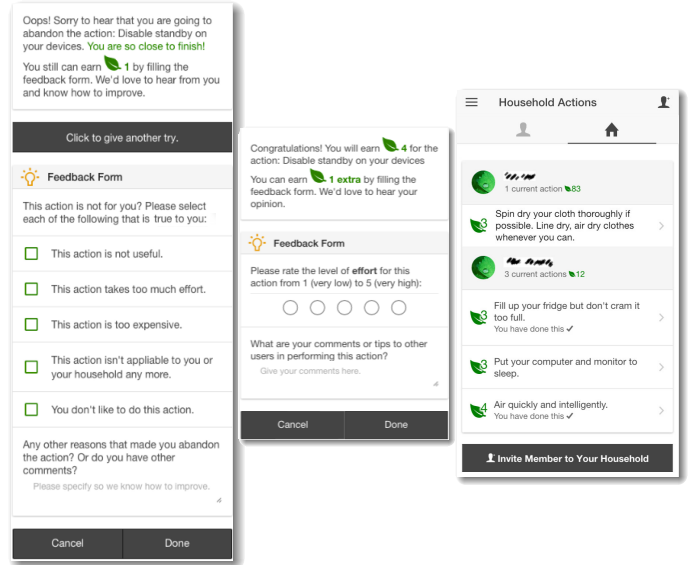 Oops! Sorry to hear that you are going to
abandon the action: Disable standby on
your devices. You are so close to finish!
You still can earn 1 by filling the
feedback form. We'd love to hear from you
and know how to improve.
Click to give another try.
Feedback Form
This action is not for you? Please select
each of the following that is true to you:
This action is not useful.
This action takes too much effort.
This action is too expensive.
This action isn't appliable to you or
your household any more.
You don't like to do this action.
Any other reasons that made you abandon
the action? Or do you have other
comments?
Please specify so we know how to improve.
Cancel
Done
Congratulations! You will earn 4 for the
action: Disable standby on your devices
You can earn 1 extra by filling the
feedback form. We'd love to hear your
opinion.
Feedback Form
Please rate the level of effort for this
action from 1 (very low) to 5 (very high):
What are your comments or tips to other
users in performing this action?
Give your comments here.
Cancel
Done
Household Actions
1 current action 83
3
Spin dry your cloth thoroughly if
possible. Line dry, air dry clothes
whenever you can.
3 current actions 12
3
Fill up your fridge but don't cram it
too full.
You have done this ✓
3
Put your computer and monitor to
sleep.
4
Air quickly and intelligently.
You have done this ✓
Invite Member to Your Household